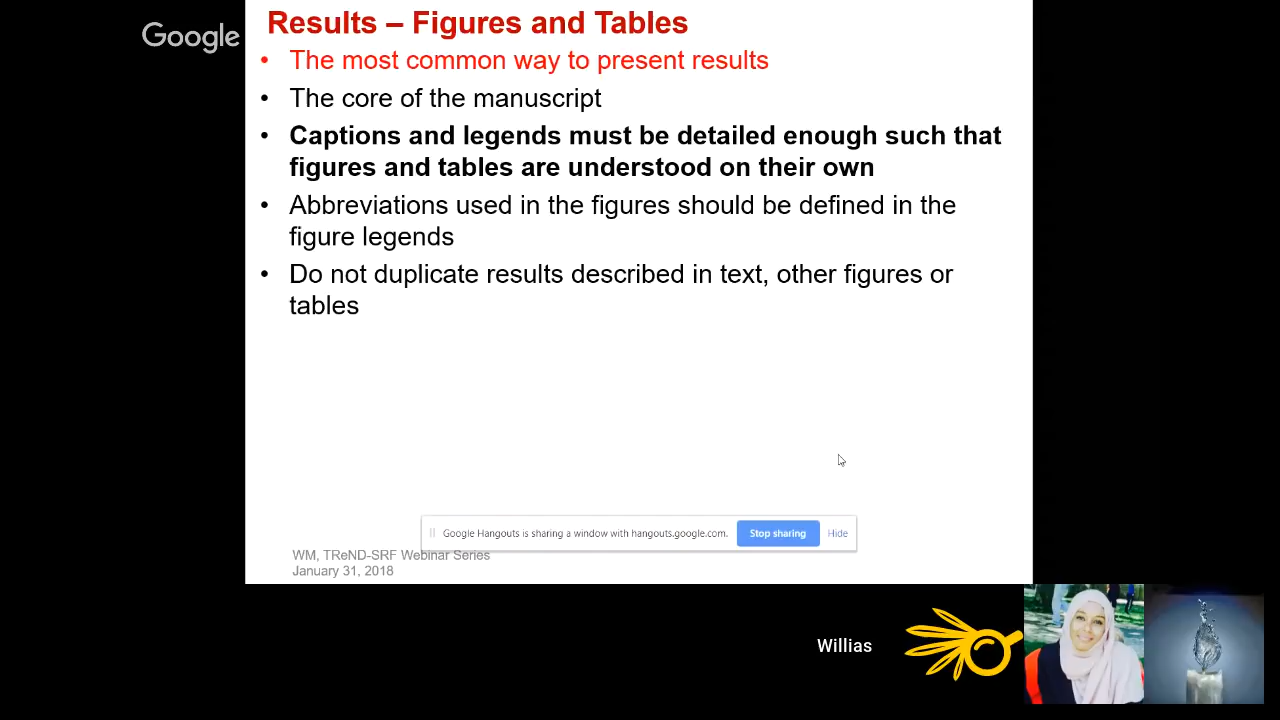 Google
Results – Figures and Tables
• The most common way to present results
• The core of the manuscript
• Captions and legends must be detailed enough such that
figures and tables are understood on their own
• Abbreviations used in the figures should be defined in the
figure legends
• Do not duplicate results described in text, other figures or
tables
Google Hangouts is sharing a window with hangouts.google.com. Stop sharing Hide
WM, TReND-SRF Webinar Series
January 31, 2018
Willias